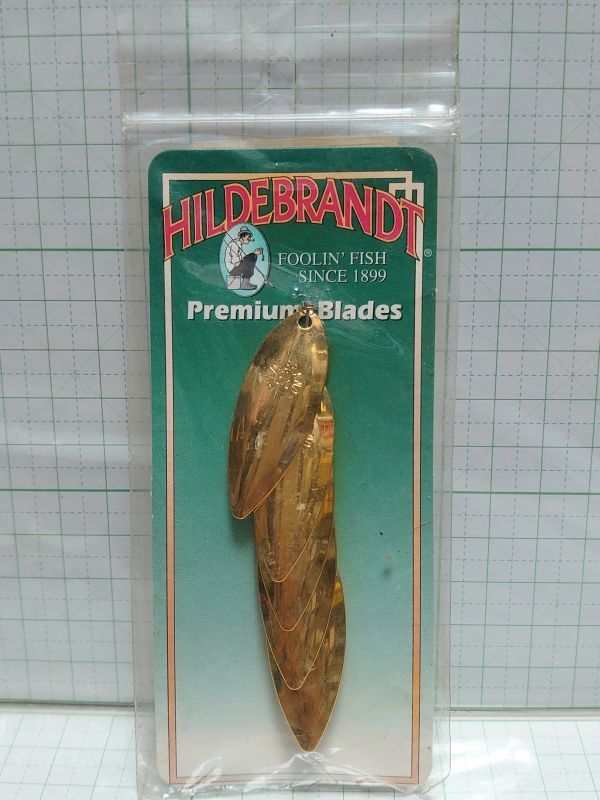 HILDEBRANDT®
FOOLIN' FISH
SINCE 1899
Premium Blades